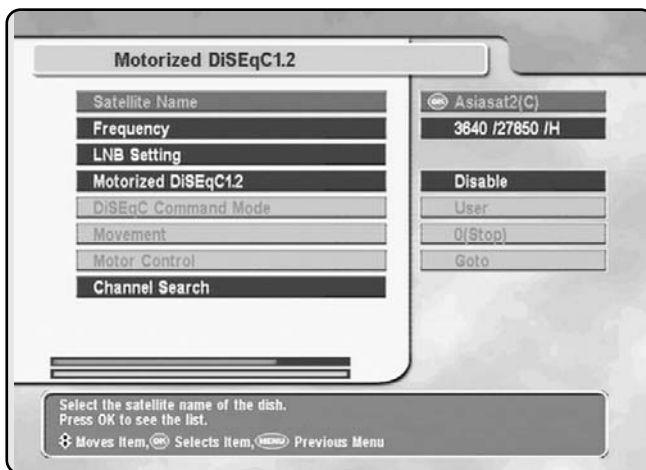 Motorized DiSEqC1.2
Satellite Name OK Asiasat2(C)
Frequency 3640 /27850 /H
LNB Setting
Motorized DiSEqC1.2 Disable
DiSEqC Command Mode User
Movement 0(Stop)
Motor Control Goto
Channel Search
Select the satellite name of the dish.
Press OK to see the list.
Moves Item, OK Selects Item, MENU Previous Menu